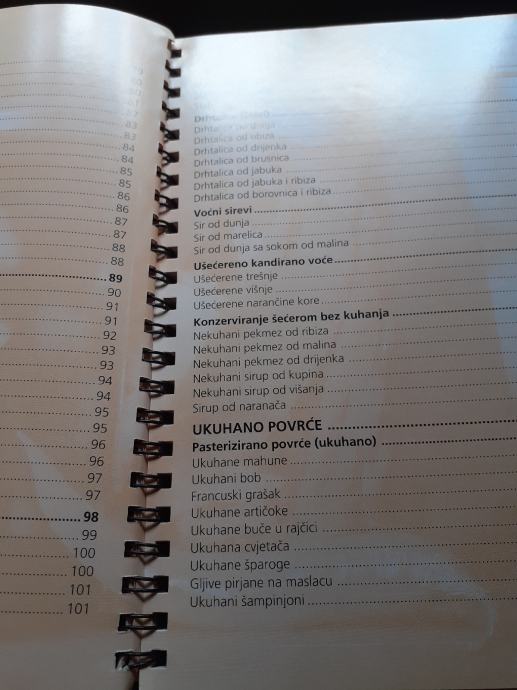 83
83
84
84
85
85
86
86
87
87
88
88
89
90
91
91
92
93
93
94
94
95
95
96
96
97
97
98
99
100
100
101
101
Drhtalica od ribiza
Drhtalica od drijenka
Drhtalica od brusnica
Drhtalica od jabuka
Drhtalica od jabuka i ribiza
Drhtalica od borovnica i ribiza
Voćni sirevi
Sir od dunja
Sir od marelica
Sir od dunja sa sokom od malina
Ušećereno kandirano voće
Ušećerene trešnje
Ušećerene višnje
Ušećerene narančine kore
Konzerviranje šećerom bez kuhanja
Nekuhani pekmez od ribiza
Nekuhani pekmez od malina
Nekuhani pekmez od drijenka
Nekuhani sirup od kupina
Nekuhani sirup od višanja
Sirup od naranača
UKUHANO POVRĆE
Pasterizirano povrće (ukuhano)
Ukuhane mahune
Ukuhani bob
Francuski grašak
Ukuhane artičoke
Ukuhane buče u rajčici
Ukuhana cvjetača
Ukuhane šparoge
Gljive pirjane na maslacu
Ukuhani šampinjoni